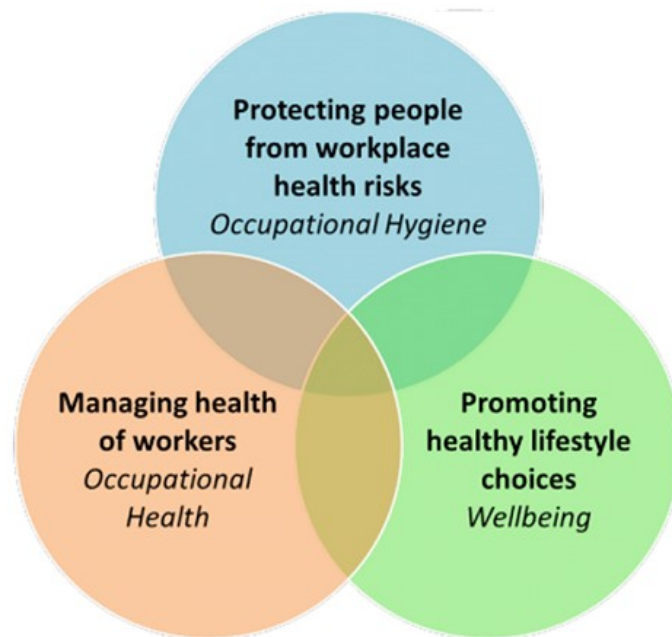 Protecting people
from workplace
health risks
Occupational Hygiene
Managing health
of workers
Occupational
Health
Promoting
healthy lifestyle
choices
Wellbeing